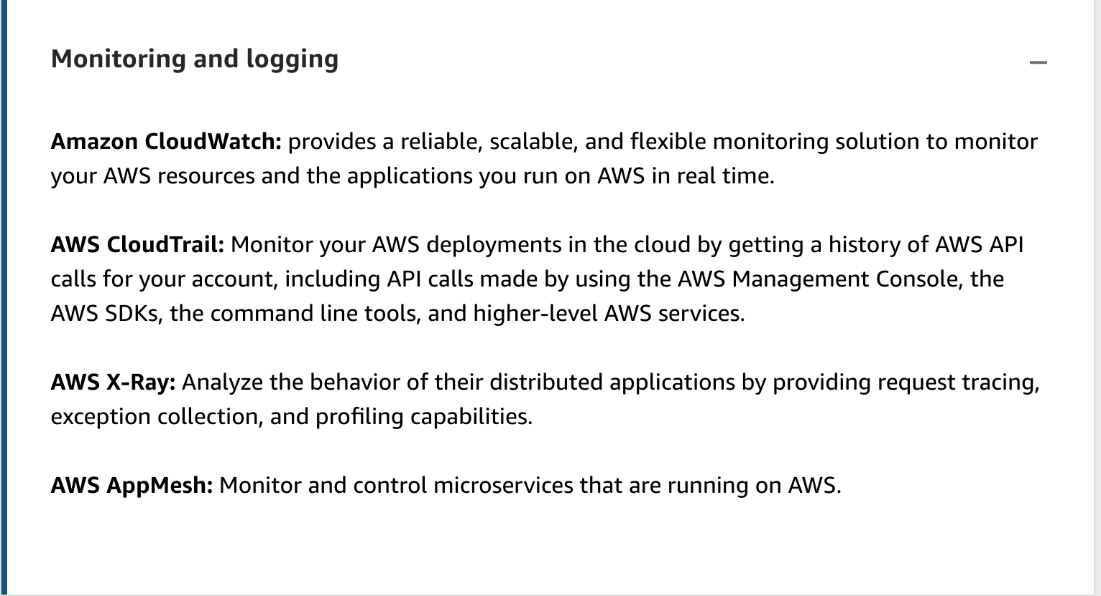 Monitoring and logging
Amazon CloudWatch: provides a reliable, scalable, and flexible monitoring solution to monitor
your AWS resources and the applications you run on AWS in real time.
AWS CloudTrail: Monitor your AWS deployments in the cloud by getting a history of AWS API
calls for your account, including API calls made by using the AWS Management Console, the
AWS SDKs, the command line tools, and higher-level AWS services.
AWS X-Ray: Analyze the behavior of their distributed applications by providing request tracing,
exception collection, and profiling capabilities.
AWS AppMesh: Monitor and control microservices that are running on AWS.